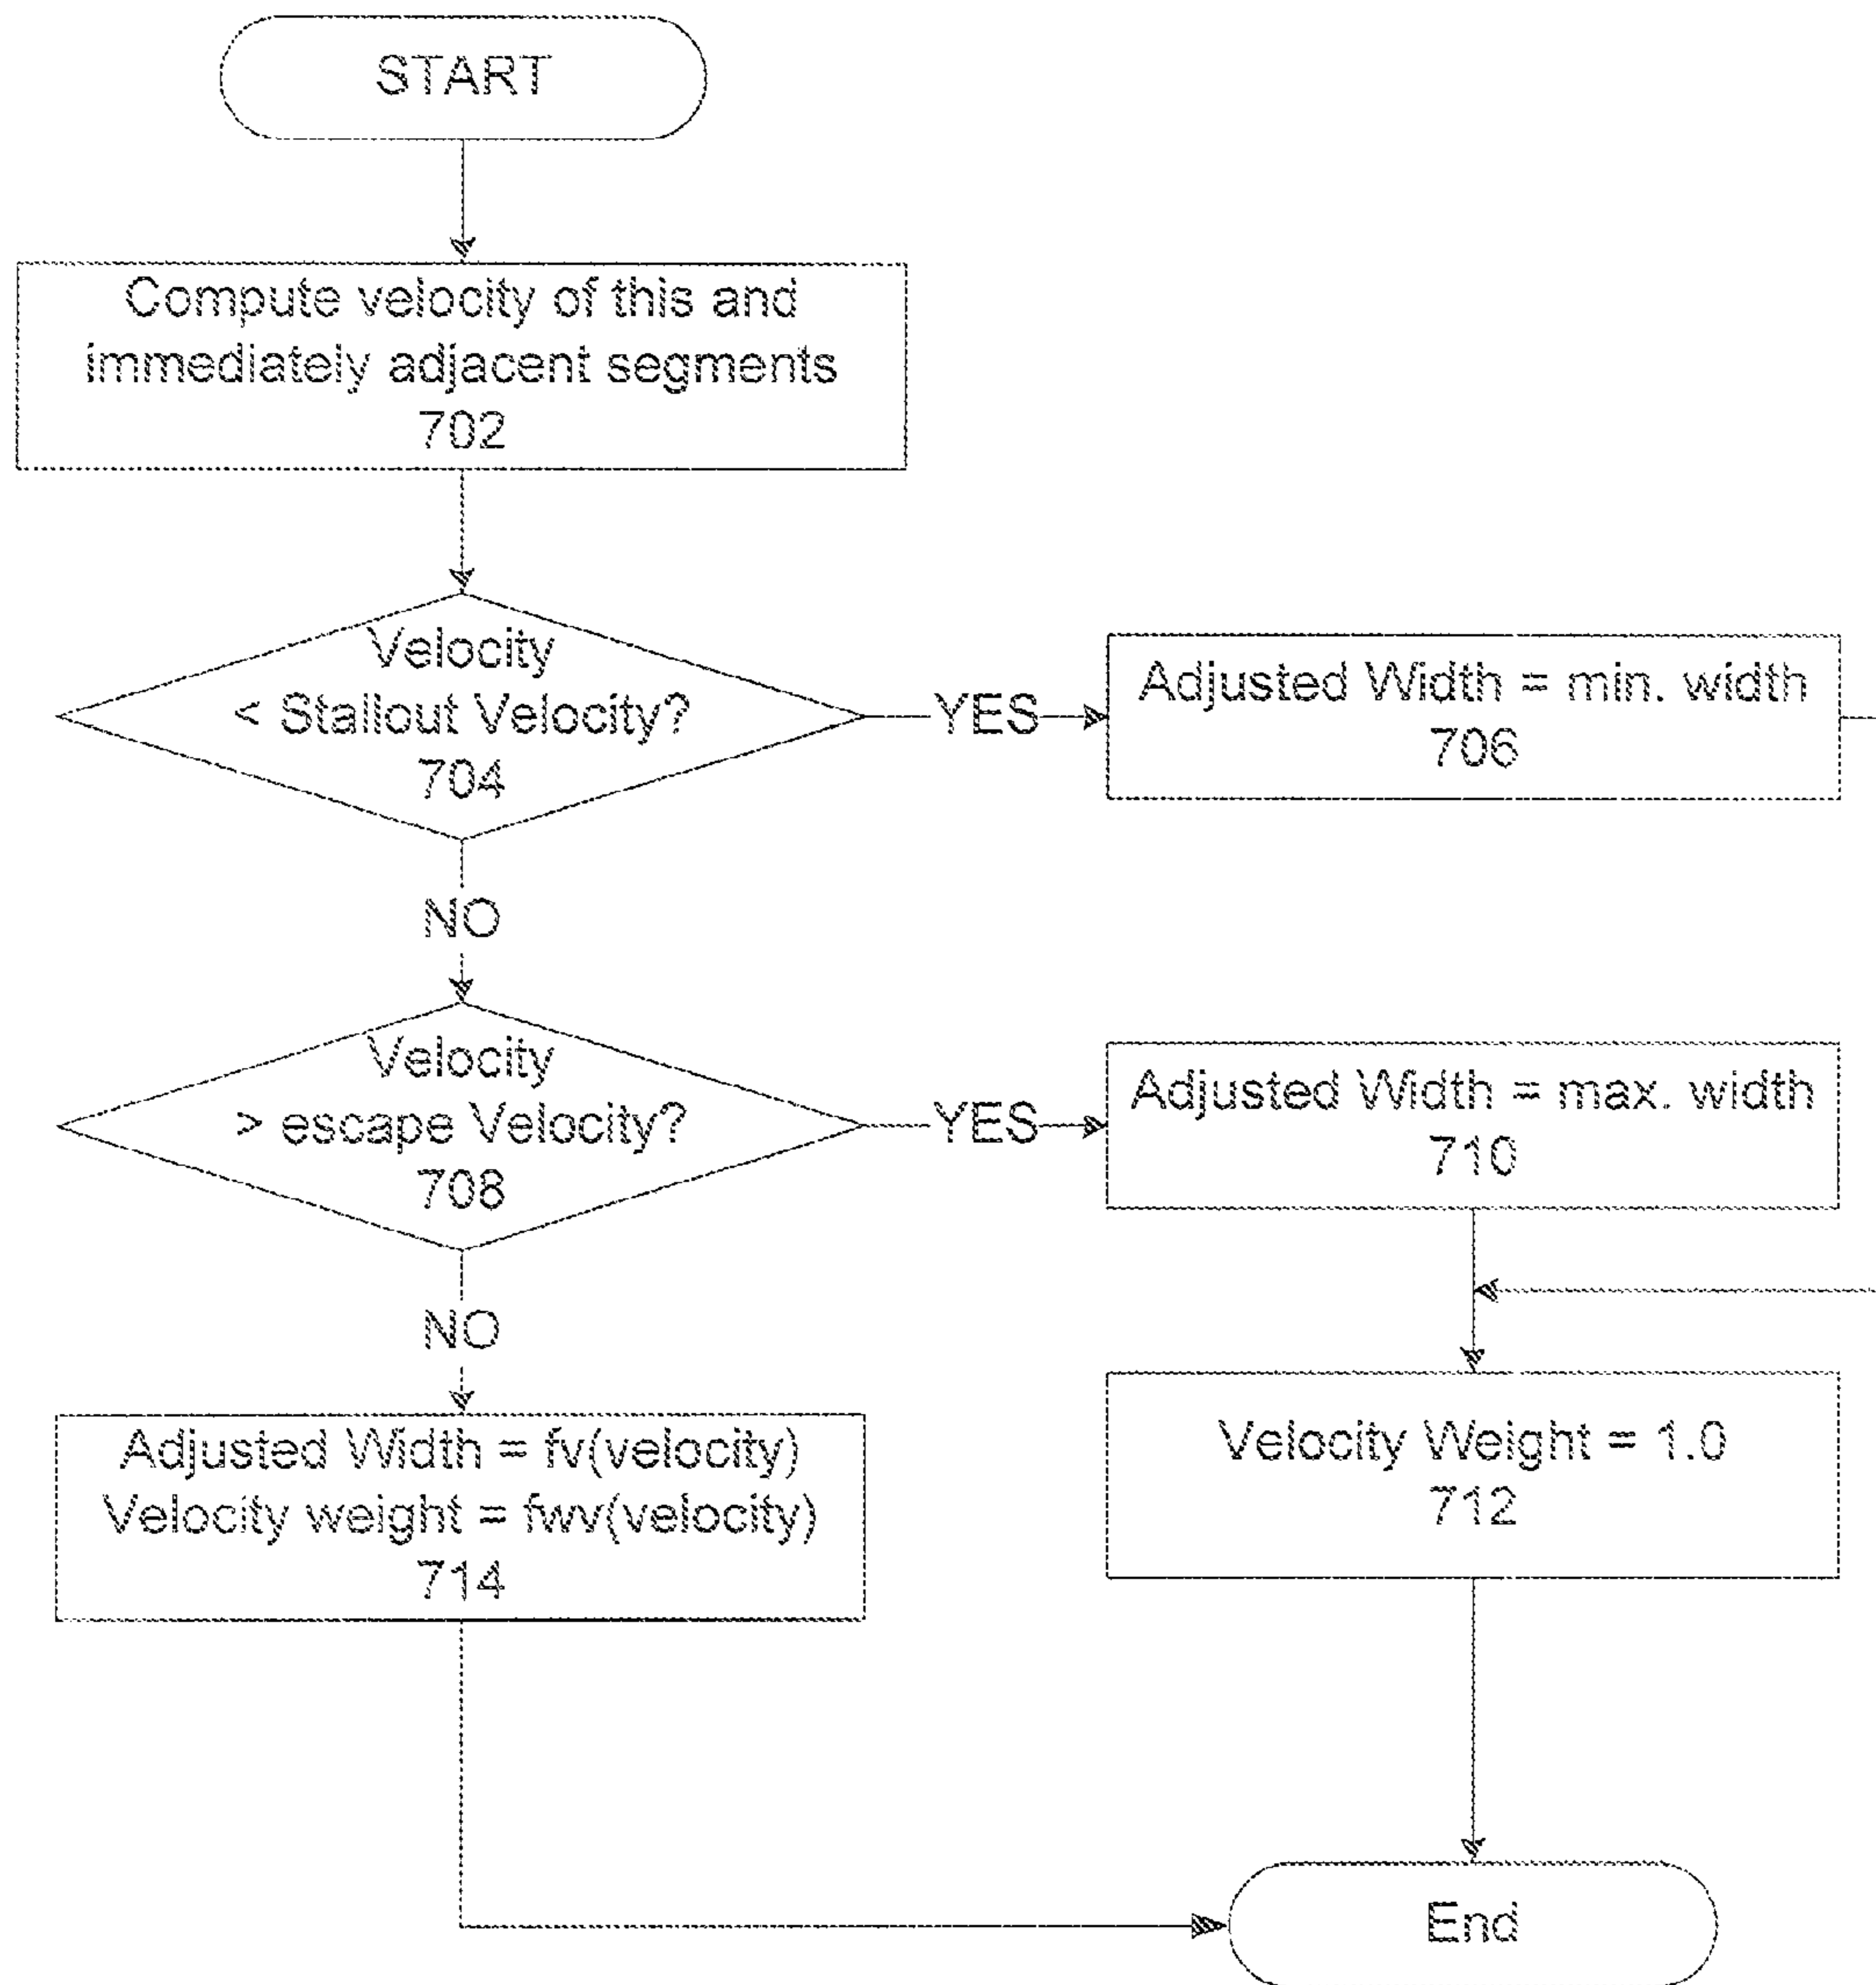 START
Compute velocity of this and
immediately adjacent segments
702
Velocity
< Stallout Velocity?
704
YES
Adjusted Width = min. width
706
NO
Velocity
> escape Velocity?
708
YES
Adjusted Width = max. width
710
NO
Adjusted Width = fv(velocity)
Velocity weight = fwv(velocity)
714
Velocity Weight = 1.0
712
End